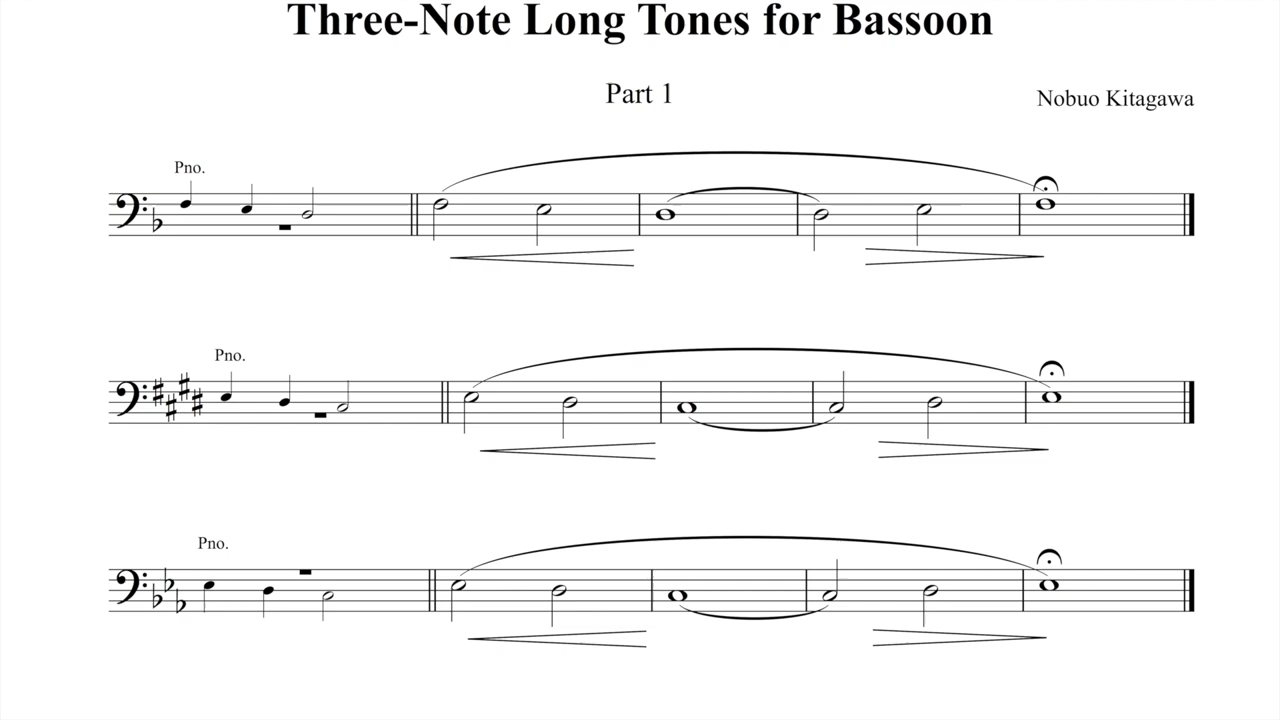 Three-Note Long Tones for Bassoon
Part 1
Nobuo Kitagawa
Pno.
Pno.
Pno.